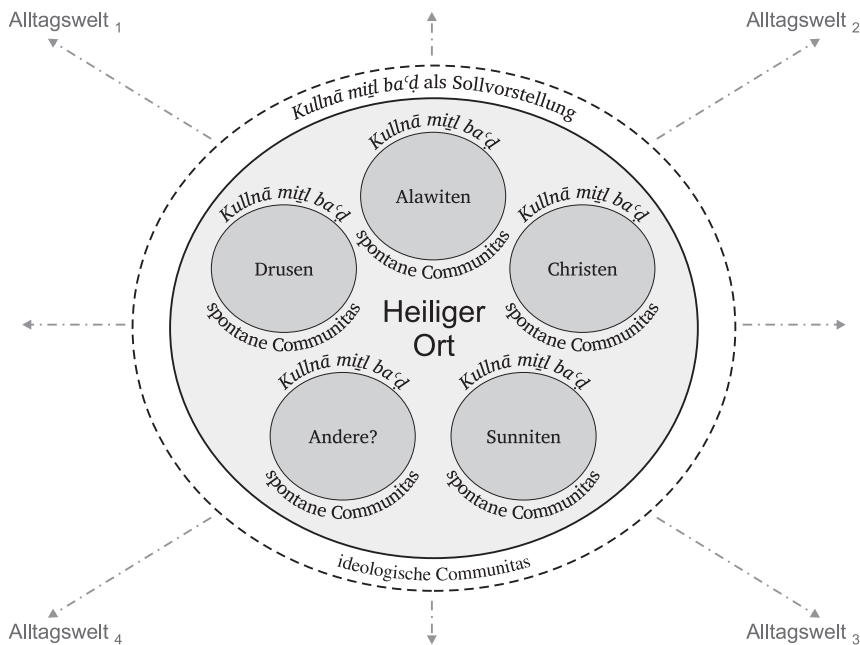 Alltagswelt 1
Alltagswelt 2
Kullnā miṯl baʿḍ als Sollvorstellung
Kullnā miṯl baʿḍ
Alawiten
spontane Communitas
Kullnā miṯl baʿḍ
Drusen
spontane Communitas
Kullnā miṯl baʿḍ
Christen
spontane Communitas
Heiliger
Ort
Kullnā miṯl baʿḍ
Andere?
spontane Communitas
Kullnā miṯl baʿḍ
Sunniten
spontane Communitas
ideologische Communitas
Alltagswelt 4
Alltagswelt 3